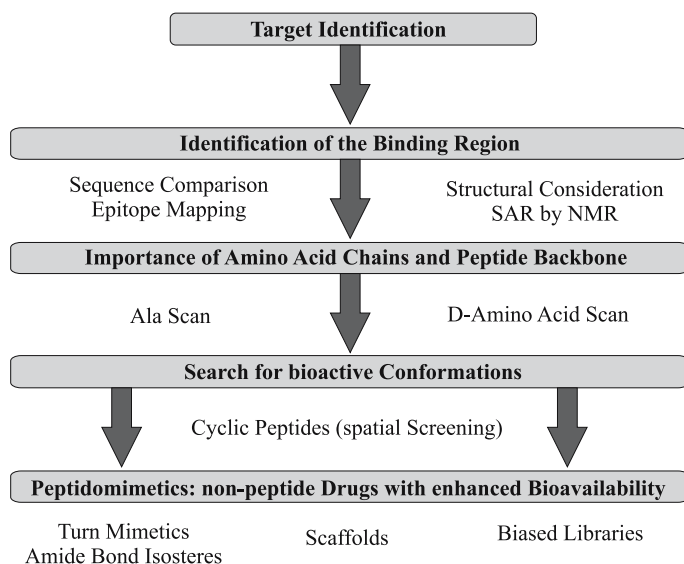 Target Identification
Identification of the Binding Region
Sequence Comparison
Epitope Mapping
Structural Consideration
SAR by NMR
Importance of Amino Acid Chains and Peptide Backbone
Ala Scan
D-Amino Acid Scan
Search for bioactive Conformations
Cyclic Peptides (spatial Screening)
Peptidomimetics: non-peptide Drugs with enhanced Bioavailability
Turn Mimetics
Amide Bond Isosteres
Scaffolds
Biased Libraries